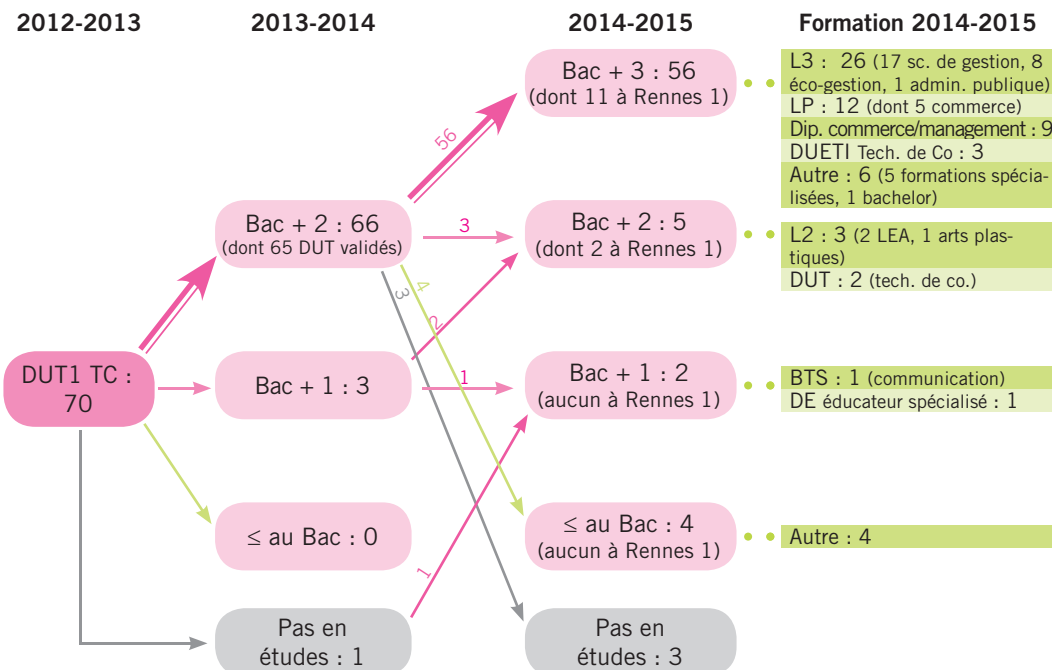 2012-2013
2013-2014
2014-2015
Formation 2014-2015
DUT1 TC :
70
Bac + 2 : 66
(dont 65 DUT validés)
Bac + 1 : 3
≤ au Bac : 0
Pas en
études : 1
56
3
4
3
2
1
1
Bac + 3 : 56
(dont 11 à Rennes 1)
Bac + 2 : 5
(dont 2 à Rennes 1)
Bac + 1 : 2
(aucun à Rennes 1)
≤ au Bac : 4
(aucun à Rennes 1)
Pas en
études : 3
L3 : 26 (17 sc. de gestion, 8
éco-gestion, 1 admin. publique)
LP : 12 (dont 5 commerce)
Dip. commerce/management : 9
DUETI Tech. de Co : 3
Autre : 6 (5 formations spécia-
lisées, 1 bachelor)
L2 : 3 (2 LEA, 1 arts plas-
tiques)
DUT : 2 (tech. de co.)
BTS : 1 (communication)
DE éducateur spécialisé : 1
Autre : 4